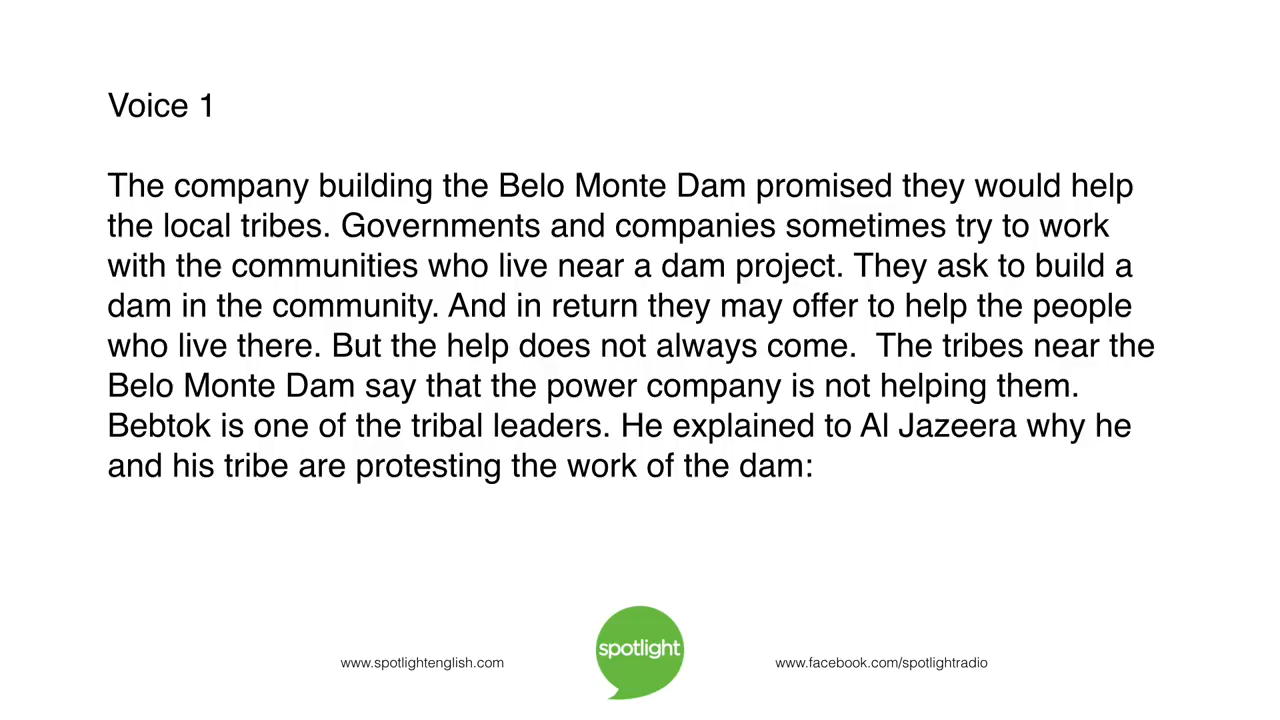 Voice 1
The company building the Belo Monte Dam promised they would help
the local tribes. Governments and companies sometimes try to work
with the communities who live near a dam project. They ask to build a
dam in the community. And in return they may offer to help the people
who live there. But the help does not always come.  The tribes near the
Belo Monte Dam say that the power company is not helping them.
Bebtok is one of the tribal leaders. He explained to Al Jazeera why he
and his tribe are protesting the work of the dam:
spotlight
www.spotlightenglish.com
www.facebook.com/spotlightradio